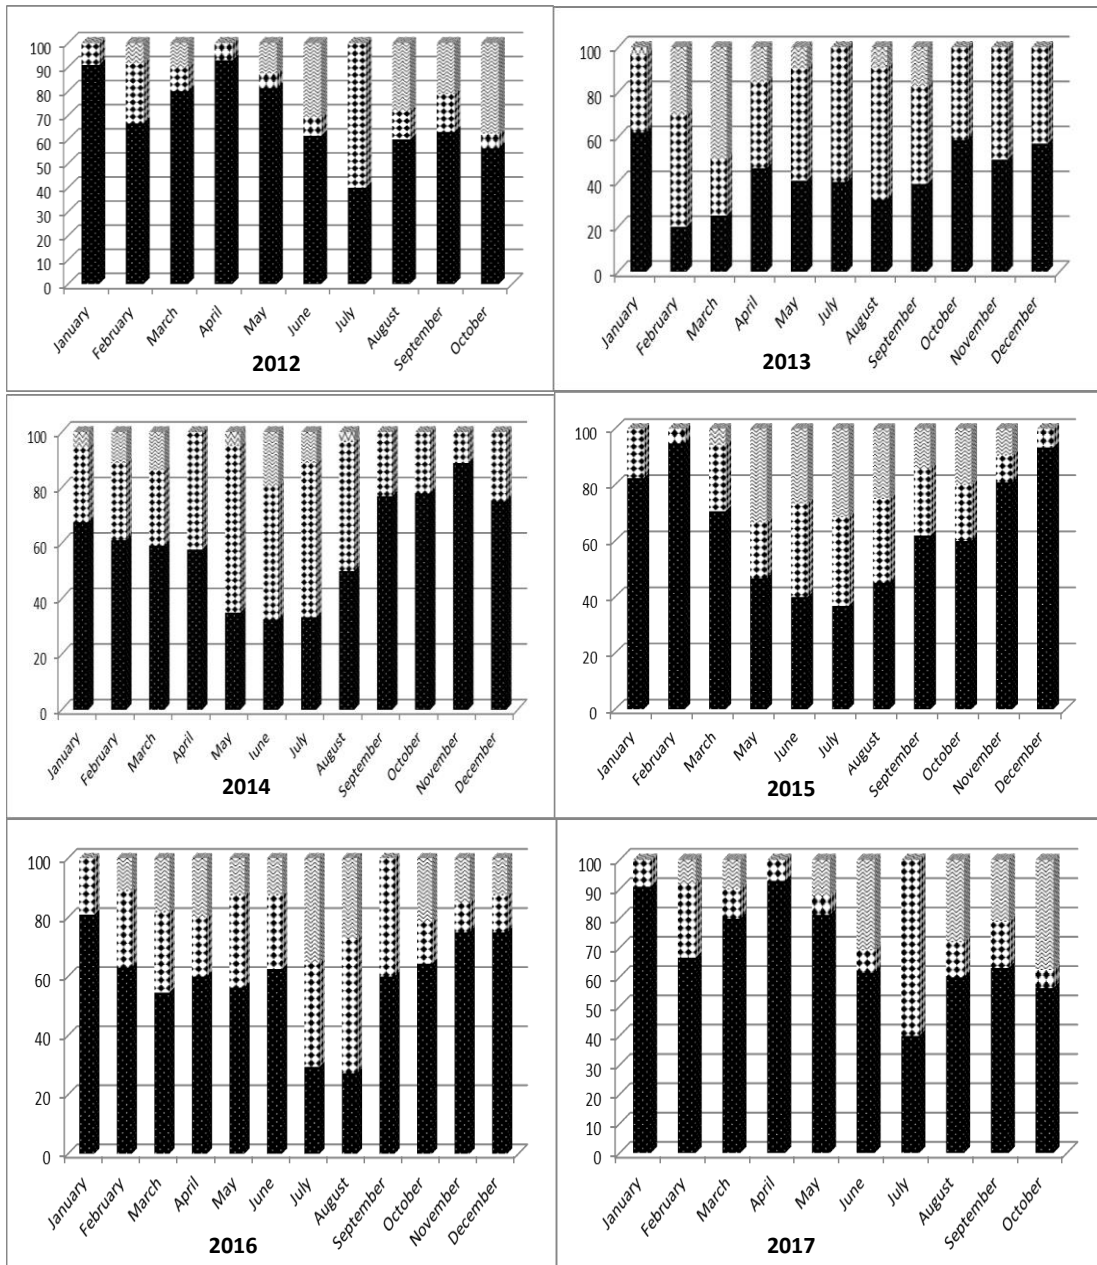 100
90
80
70
60
50
40
30
20
10
0
January
February
March
April
May
June
July
August
September
October
2012
100
80
60
40
20
0
January
February
March
April
May
July
August
September
October
November
December
2013
100
80
60
40
20
0
January
February
March
April
May
June
July
August
September
October
November
December
2014
100
80
60
40
20
0
January
February
March
May
June
July
August
September
October
November
December
2015
100
80
60
40
20
0
January
February
March
April
May
June
July
August
September
October
November
December
2016
100
90
80
70
60
50
40
30
20
10
0
January
February
March
April
May
June
July
August
September
October
2017